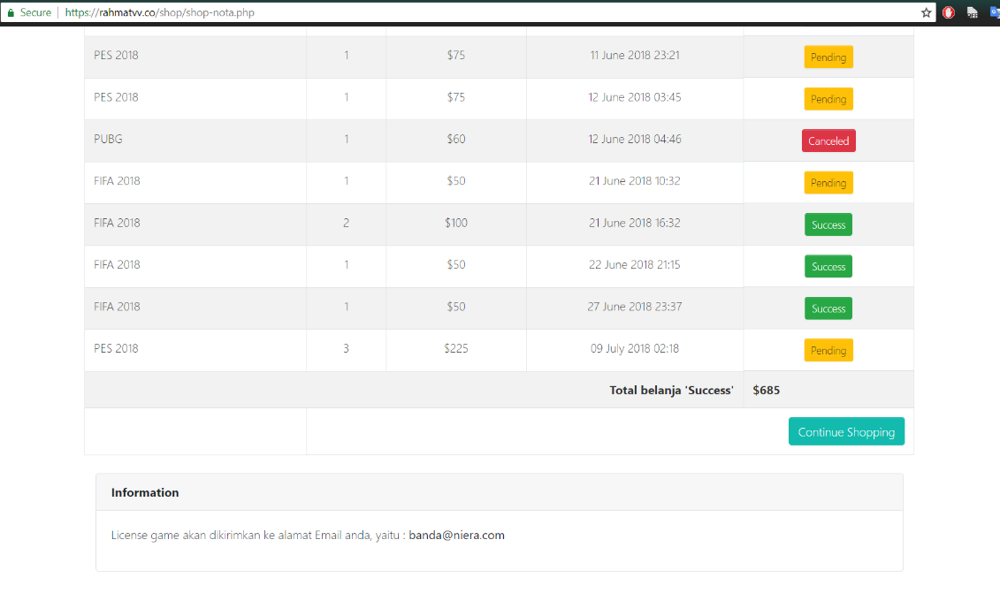 Secure https://rahmatvv.co/shop/shop-nota.php
PES 2018 1 $75 11 June 2018 23:21 Pending
PES 2018 1 $75 12 June 2018 03:45 Pending
PUBG 1 $60 12 June 2018 04:46 Canceled
FIFA 2018 1 $50 21 June 2018 10:32 Pending
FIFA 2018 2 $100 21 June 2018 16:32 Success
FIFA 2018 1 $50 22 June 2018 21:15 Success
FIFA 2018 1 $50 27 June 2018 23:37 Success
PES 2018 3 $225 09 July 2018 02:18 Pending
Total belanja 'Success' $685
Continue Shopping
Information
License game akan dikirimkan ke alamat Email anda, yaitu : banda@niera.com